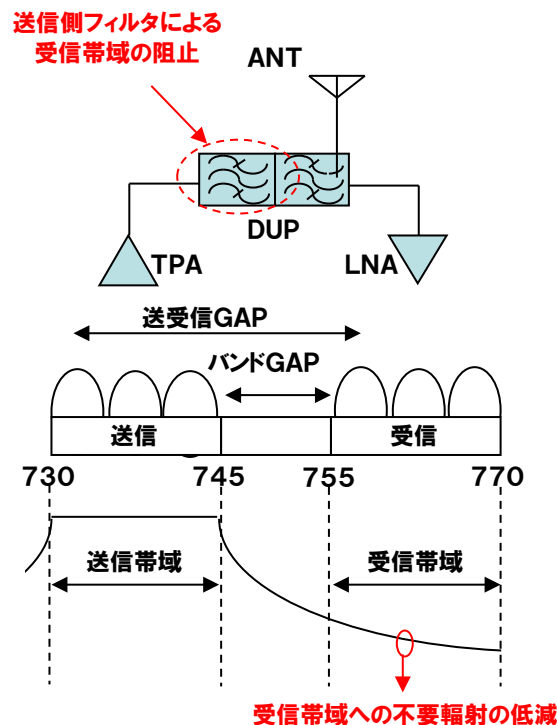 送信側フィルタによる
受信帯域の阻止
ANT
DUP
TPA
LNA
送受信GAP
バンドGAP
送信
受信
730
745
755
770
送信帯域
受信帯域
受信帯域への不要輻射の低減